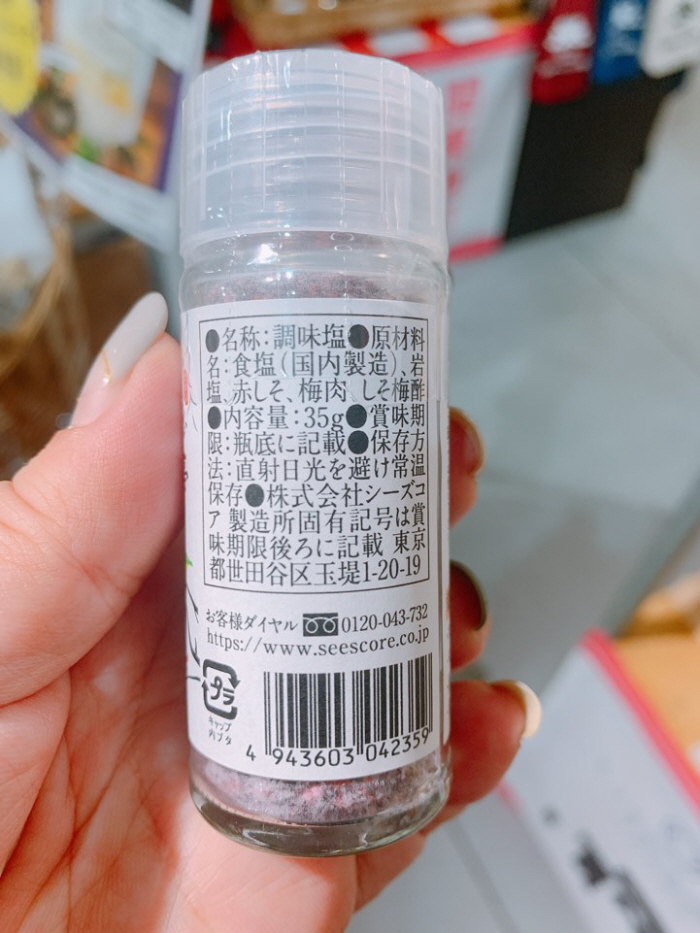 ●名称:調味塩●原材料
名:食塩(国内製造)、岩
塩、赤しそ、梅肉、しそ梅酢
●内容量:35g●賞味期
限:瓶底に記載●保存方
法:直射日光を避け常温
保存●株式会社シーズコ
ア 製造所固有記号は賞
味期限後ろに記載 東京
都世田谷区玉堤1-20-19
お客様ダイヤル 0120-043-732
https://www.seescore.co.jp
プラ
キャップ
内ブタ
4 943603 042359